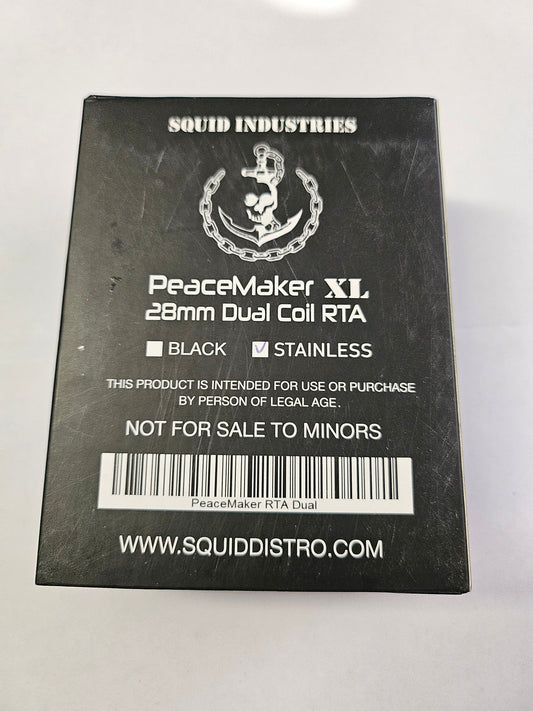 SQUID INDUSTRIES
PeaceMaker XL
28mm Dual Coil RTA
BLACK STAINLESS
THIS PRODUCT IS INTENDED FOR USE OR PURCHASE
BY PERSON OF LEGAL AGE.
NOT FOR SALE TO MINORS
PeaceMaker RTA Dual
WWW.SQUIDDISTRO.COM